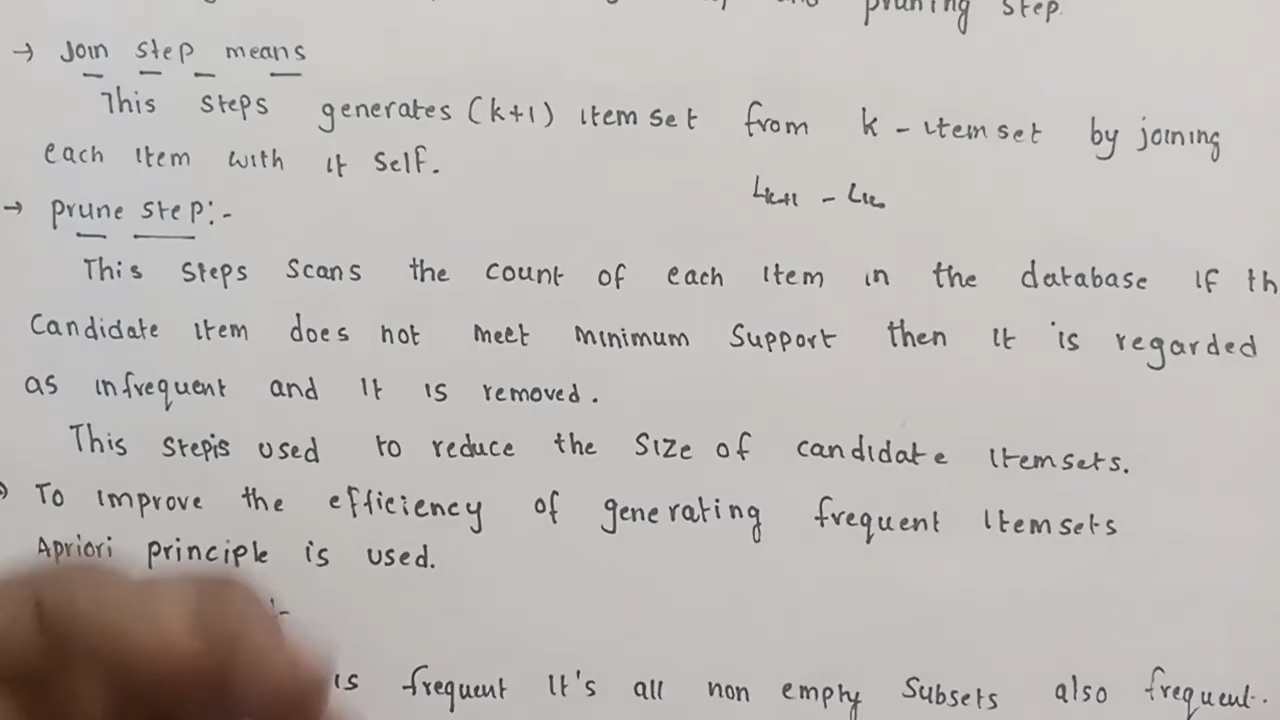 pruning step.
→ Join step means
This steps generates (k+1) itemset from k-itemset by joining
each item with it self.
Lk+1 - Lk
→ prune step:-
This steps scans the count of each item in the database if th
Candidate item does not meet minimum support then it is regarded
as infrequent and it is removed.
This stepis used to reduce the size of candidate itemsets.
To improve the efficiency of generating frequent itemsets
Apriori principle is used.
:-
is frequent it's all non empty subsets also frequent.